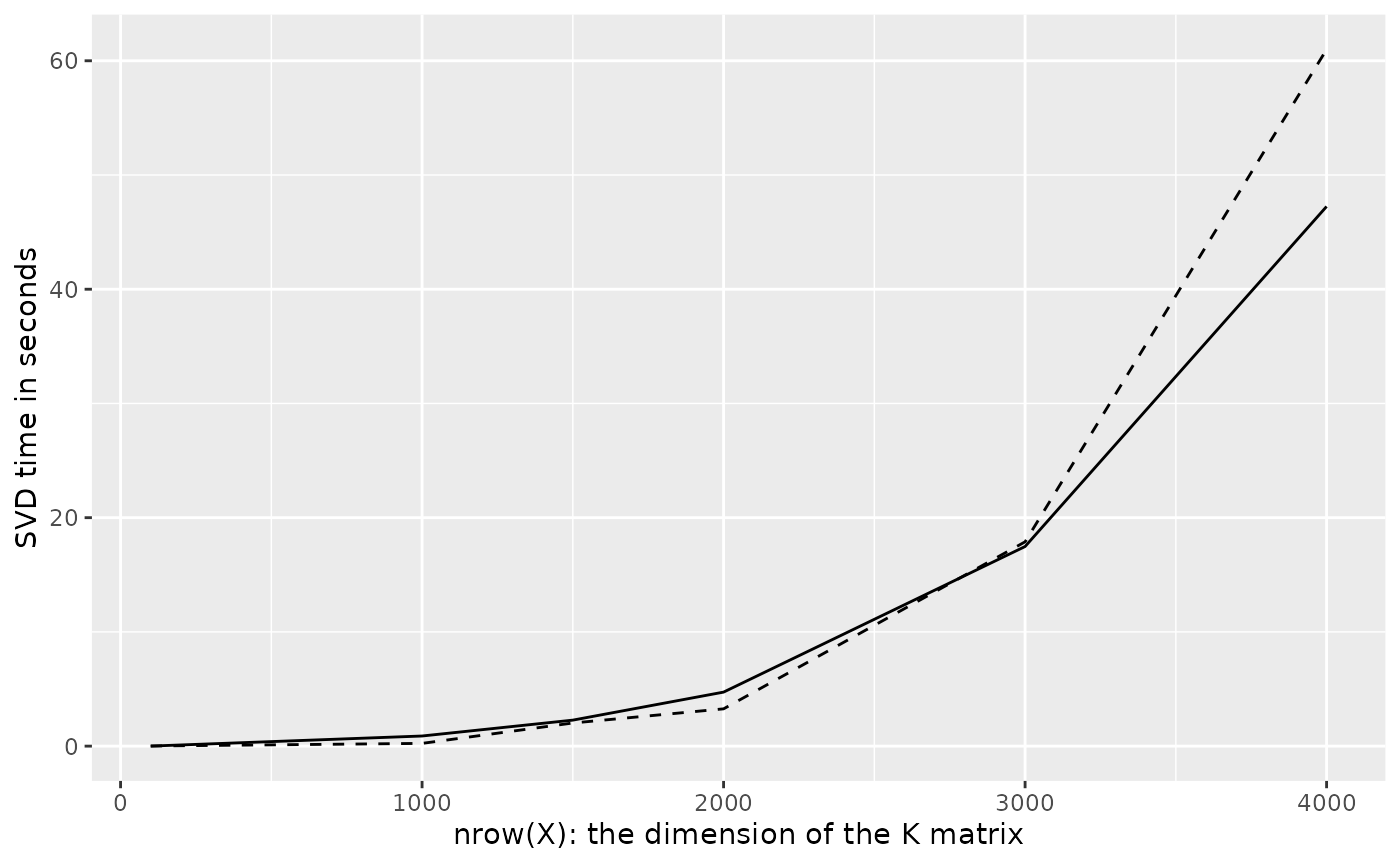 60
40
20
0
SVD time in seconds
0 1000 2000 3000 4000
nrow(X): the dimension of the K matrix